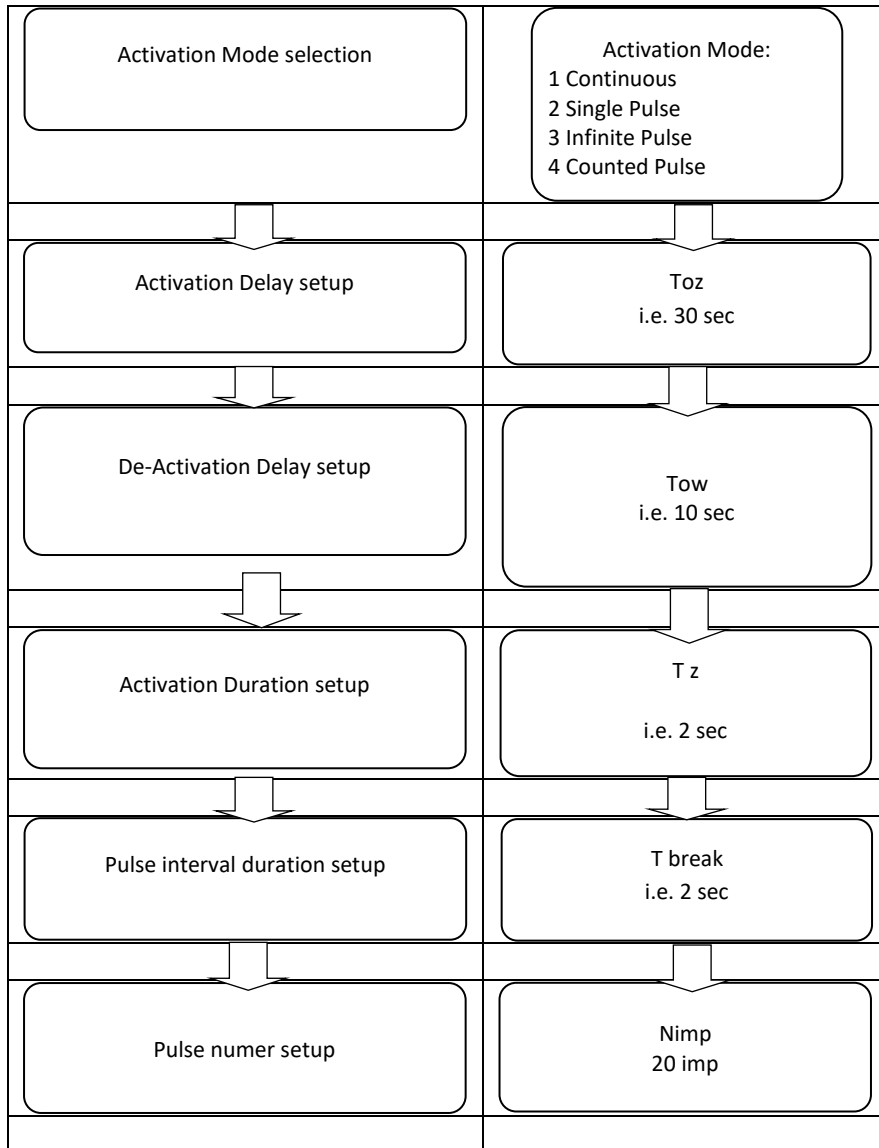 Activation Mode selection
Activation Mode:
1 Continuous
2 Single Pulse
3 Infinite Pulse
4 Counted Pulse
Activation Delay setup
Toz
i.e. 30 sec
De-Activation Delay setup
Tow
i.e. 10 sec
Activation Duration setup
T z
i.e. 2 sec
Pulse interval duration setup
T break
i.e. 2 sec
Pulse numer setup
Nimp
20 imp